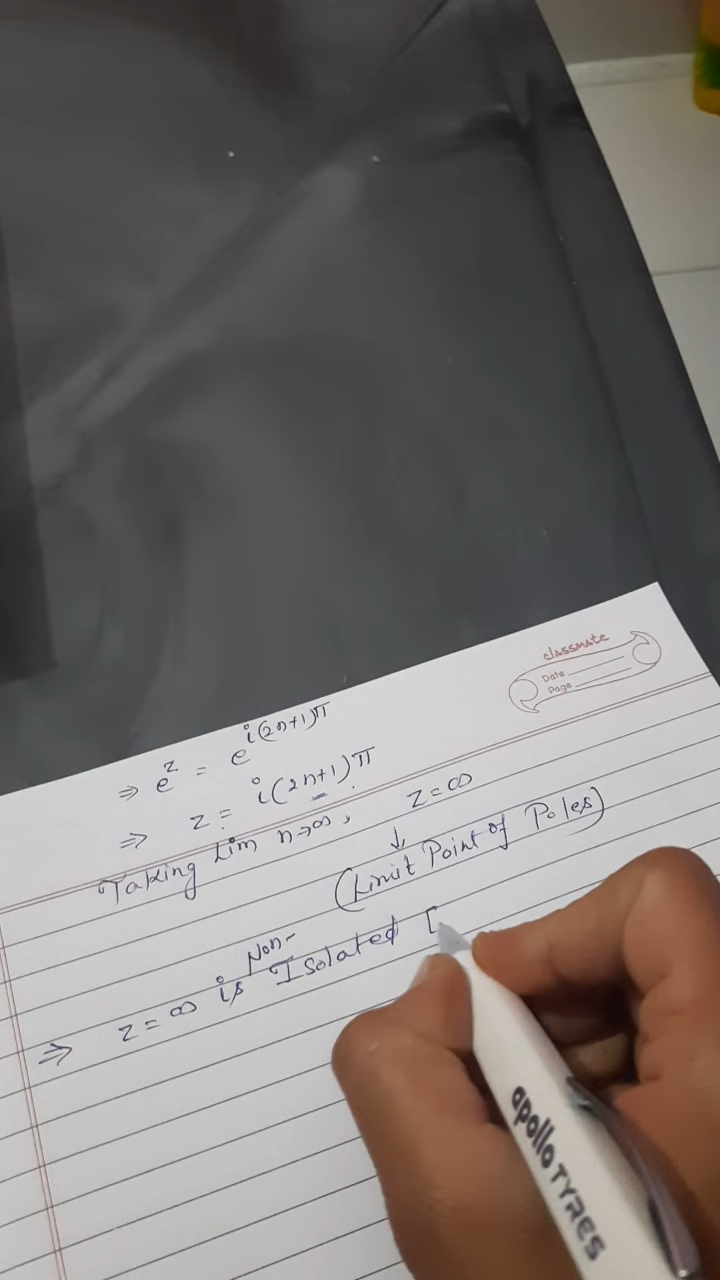 classmate
Date
Page
⇒ e^z = e^{i(2n+1)π}
⇒ z = i(2n+1)π
Taking Lim n→∞, z=∞
↓
(Limit Point of Poles)
⇒ z=∞ is Non-Isolated [
apollo TYRES